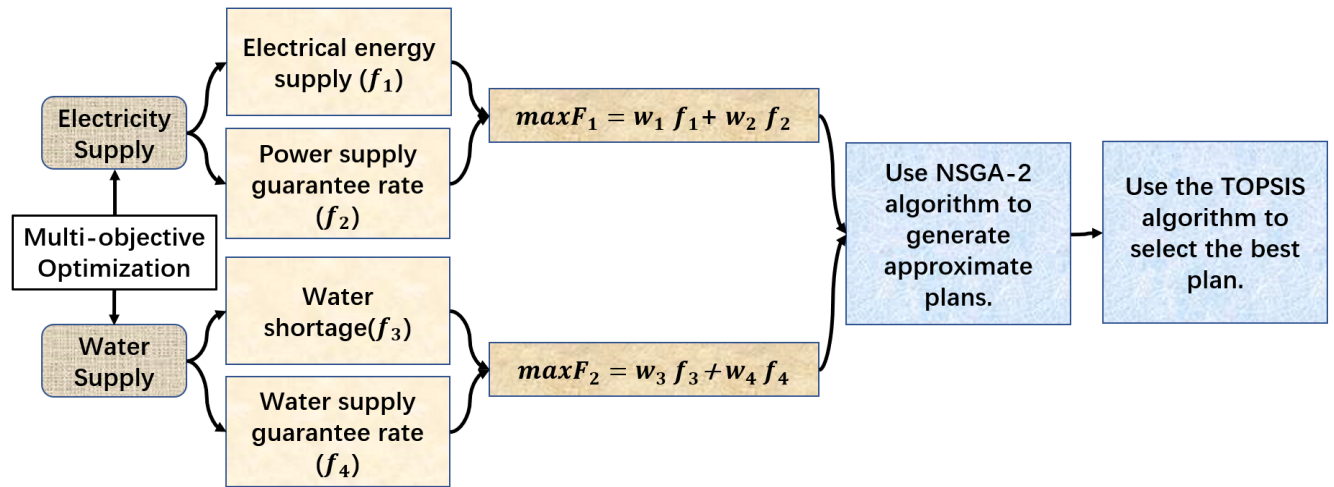 Multi-objective
Optimization
Electricity
Supply
Water
Supply
Electrical energy
supply (f₁)
Power supply
guarantee rate
(f₂)
Water
shortage(f₃)
Water supply
guarantee rate
(f₄)
maxF₁ = w₁ f₁+ w₂ f₂
maxF₂ = w₃ f₃+w₄ f₄
Use NSGA-2
algorithm to
generate
approximate
plans.
Use the TOPSIS
algorithm to
select the best
plan.